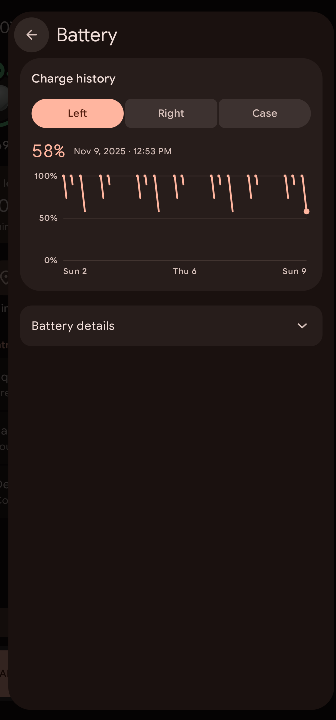 Battery
Charge history
Left
Right
Case
58% Nov 9, 2025 · 12:53 PM
100%
50%
0%
Sun 2
Thu 6
Sun 9
Battery details